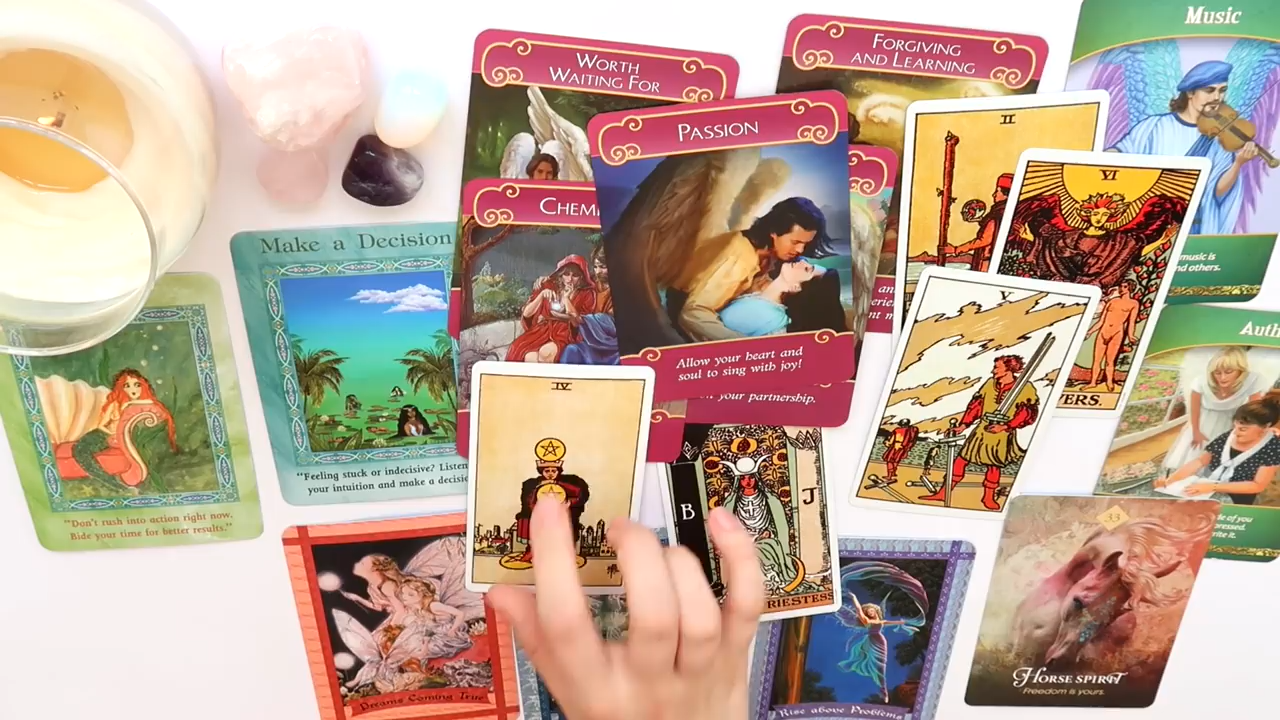 Music
WORTH
WAITING FOR
FORGIVING
AND LEARNING
II
PASSION
VI
CHEM
Make a Decision
music is
nd others.
V
Auth
Allow your heart and
soul to sing with joy!
your partnership.
IV
VERS.
"Feeling stuck or indecisive? Listen
your intuition and make a decisio
"Don't rush into action right now.
Bide your time for better results."
B
J
RIESTESS
33
HORSE SPIRIT
Freedom is yours.
Dreams Coming True
Rise above Problems